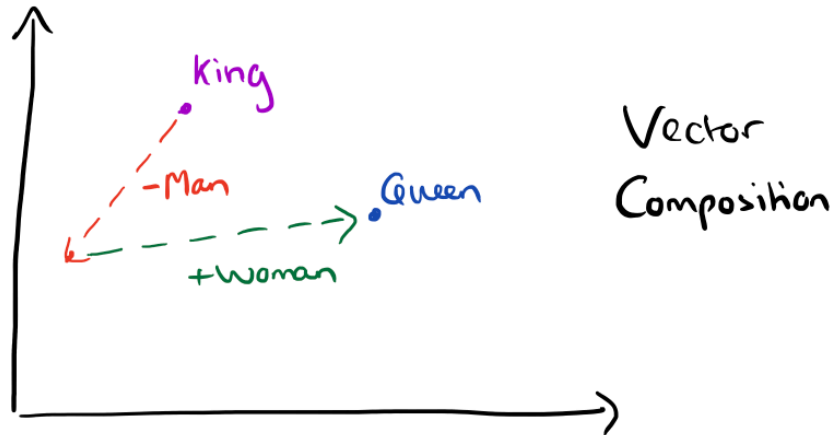 King
Vector
-Man
Queen
Composition
+Woman